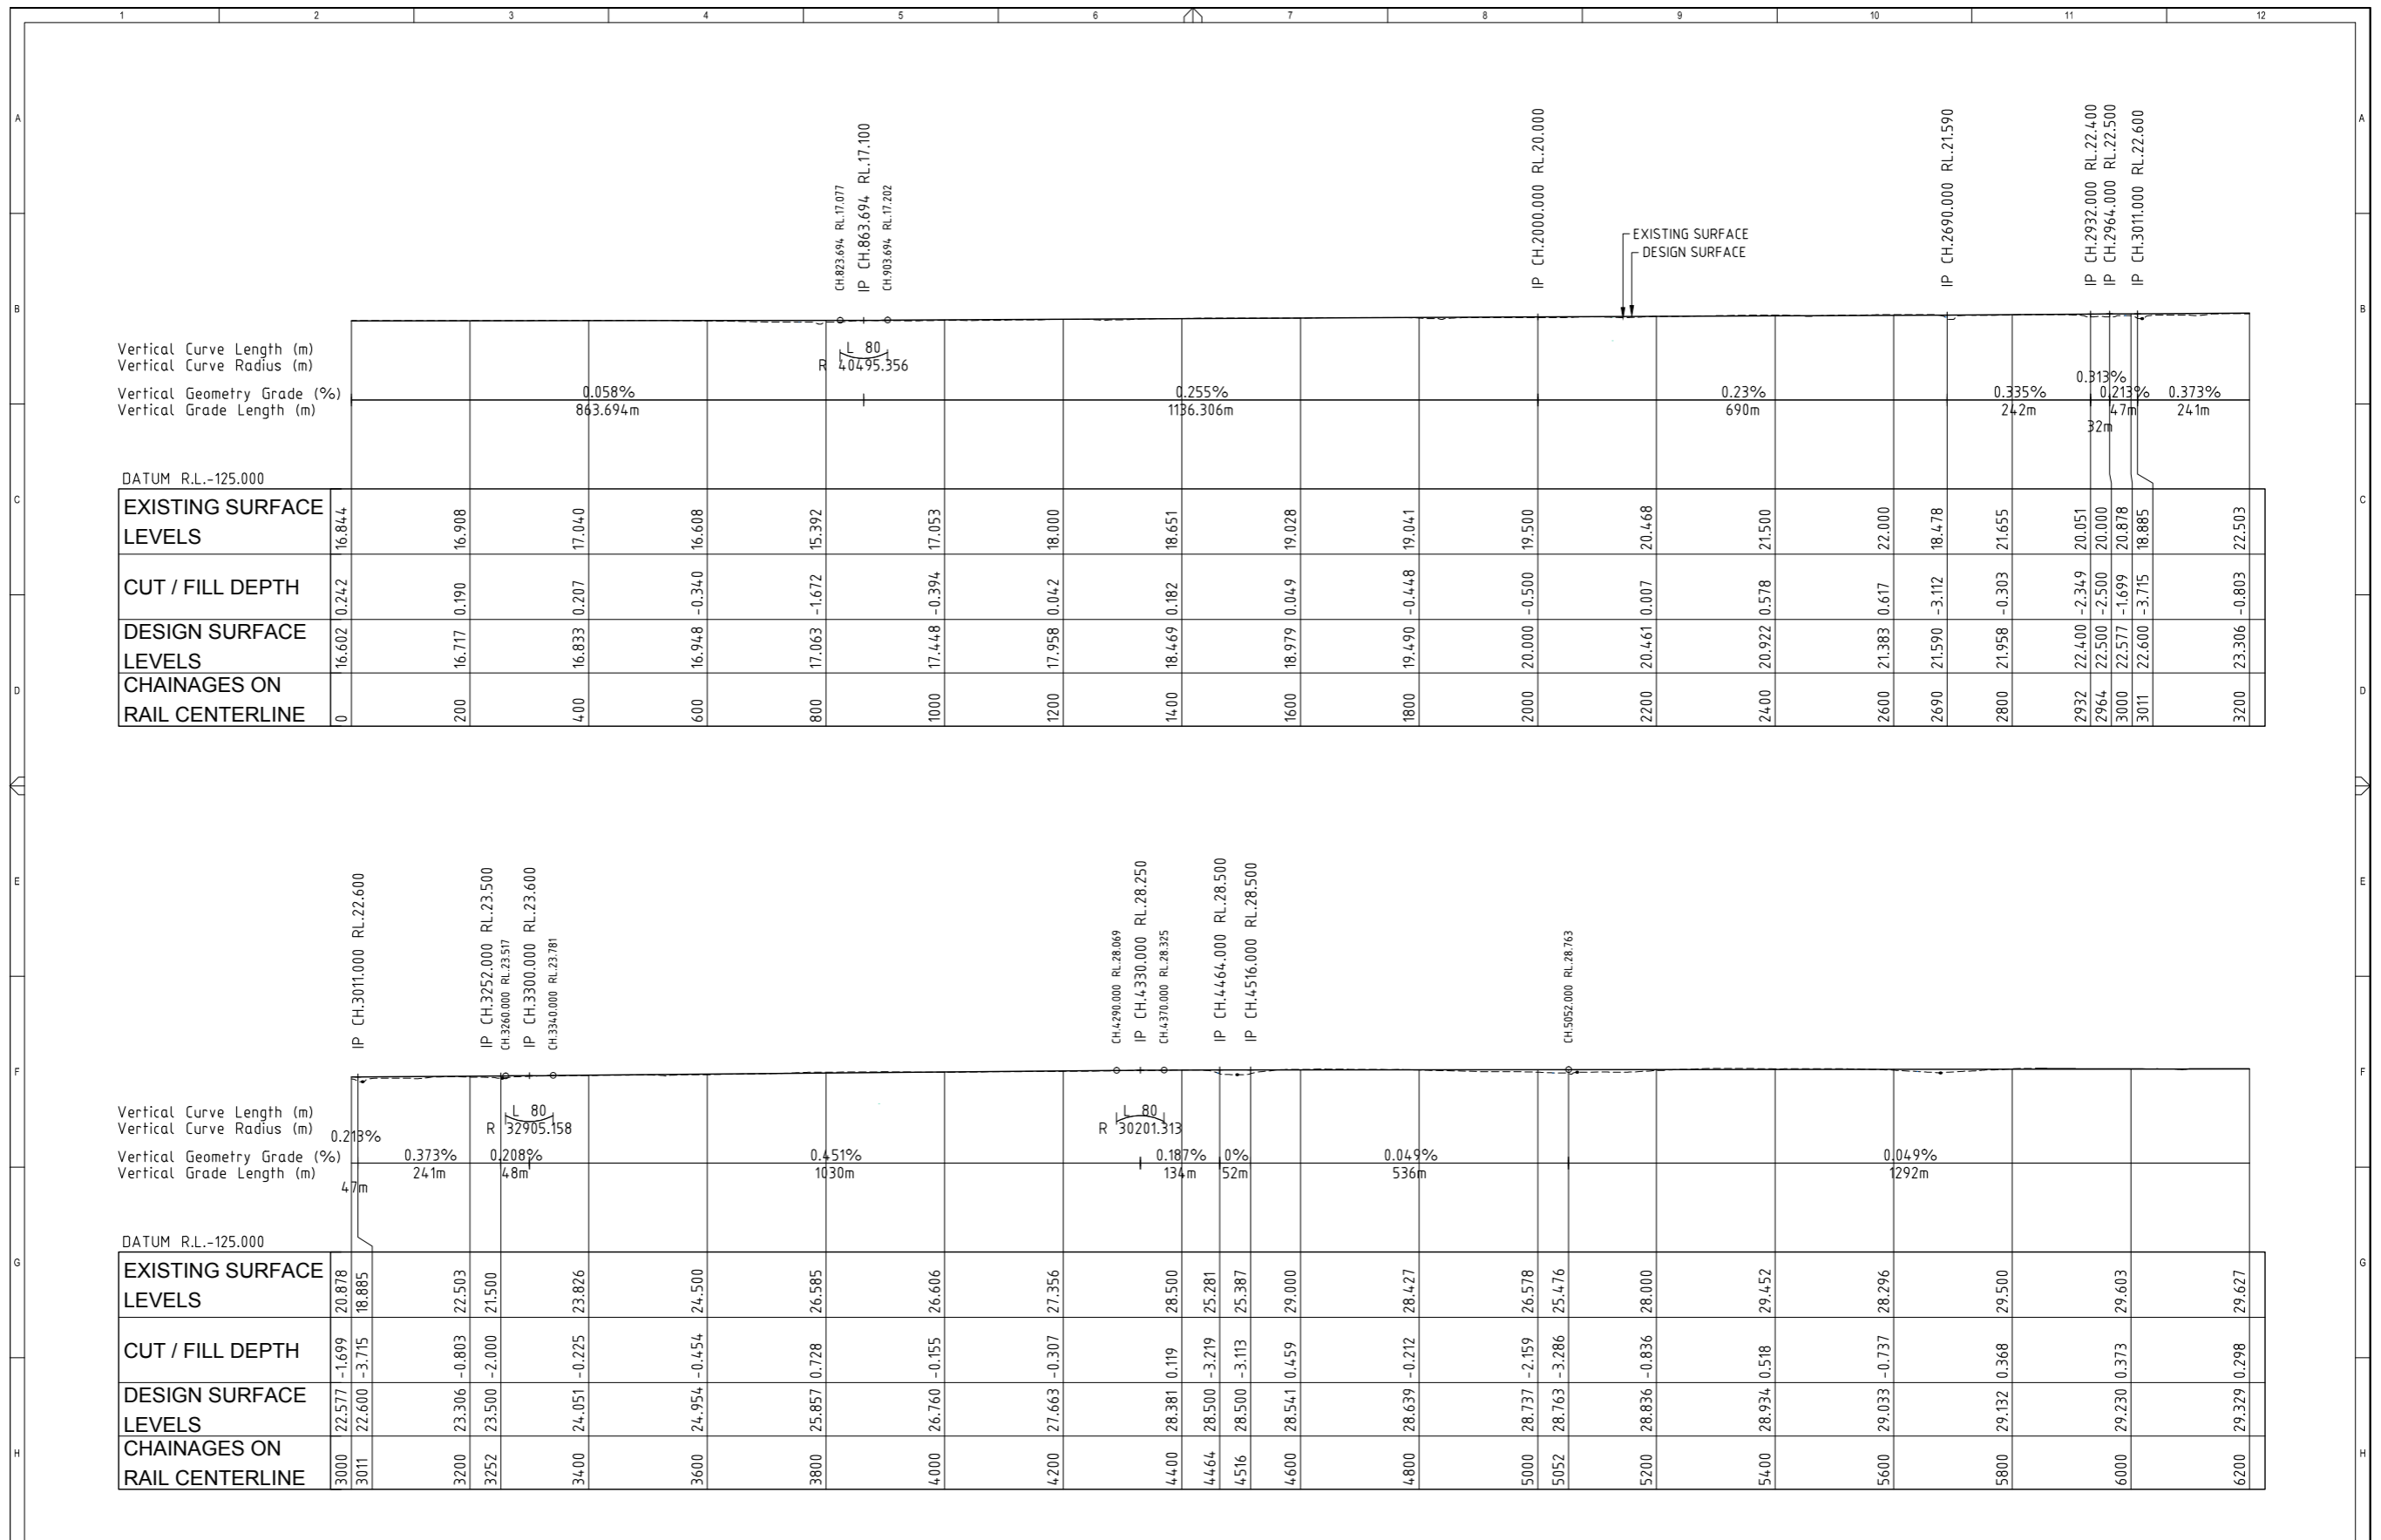 1 2 3 4 5 6 7 8 9 10 11 12
A A
CH.823.694 RL.17.077
IP CH.863.694 RL.17.100
CH.903.694 RL.17.202
IP CH.2000.000 RL.20.000
IP CH.2690.000 RL.21.590
IP CH.2932.000 RL.22.400
IP CH.2964.000 RL.22.500
IP CH.3011.000 RL.22.600
EXISTING SURFACE
DESIGN SURFACE
B B
Vertical Curve Length (m) L 80
Vertical Curve Radius (m) R 40495.356
Vertical Geometry Grade (%) 0.058% 0.255% 0.23% 0.335% 0.313% 0.213% 0.373%
Vertical Grade Length (m) 863.694m 1136.306m 690m 242m 32m 47m 241m
DATUM R.L.-125.000
C C
EXISTING SURFACE LEVELS 16.844 16.908 17.040 16.608 15.392 17.053 18.000 18.651 19.028 19.041 19.500 20.468 21.500 22.000 18.478 21.655 20.051 20.000 20.878 18.885 22.503
CUT / FILL DEPTH 0.242 0.190 0.207 -0.340 -1.672 -0.394 0.042 0.182 0.049 -0.448 -0.500 0.007 0.578 0.617 -3.112 -0.303 -2.349 -2.500 -1.699 -3.715 -0.803
DESIGN SURFACE LEVELS 16.602 16.717 16.833 16.948 17.063 17.448 17.958 18.469 18.979 19.490 20.000 20.461 20.922 21.383 21.590 21.958 22.400 22.500 22.577 22.600 23.306
D D
CHAINAGES ON RAIL CENTERLINE 0 200 400 600 800 1000 1200 1400 1600 1800 2000 2200 2400 2600 2690 2800 2932 2964 3000 3011 3200
E E
IP CH.3011.000 RL.22.600
IP CH.3252.000 RL.23.500
CH.3260.000 RL.23.517
IP CH.3300.000 RL.23.600
CH.3340.000 RL.23.781
CH.4290.000 RL.28.069
IP CH.4330.000 RL.28.250
CH.4370.000 RL.28.325
IP CH.4464.000 RL.28.500
IP CH.4516.000 RL.28.500
CH.5052.000 RL.28.763
F F
Vertical Curve Length (m) L 80 L 80
Vertical Curve Radius (m) R 32905.158 R 30201.313
Vertical Geometry Grade (%) 0.213% 0.373% 0.208% 0.451% 0.187% 0% 0.049% 0.049%
Vertical Grade Length (m) 47m 241m 48m 1030m 134m 52m 536m 1292m
DATUM R.L.-125.000
G G
EXISTING SURFACE LEVELS 20.878 18.885 22.503 21.500 23.826 24.500 26.585 26.606 27.356 28.500 25.281 25.387 29.000 28.427 26.578 25.476 28.000 29.452 28.296 29.500 29.603 29.627
CUT / FILL DEPTH -1.699 -3.715 -0.803 -2.000 -0.225 -0.454 0.728 -0.155 -0.307 0.119 -3.219 -3.113 0.459 -0.212 -2.159 -3.286 -0.836 0.518 -0.737 0.368 0.373 0.298
DESIGN SURFACE LEVELS 22.577 22.600 23.306 23.500 24.051 24.954 25.857 26.760 27.663 28.381 28.500 28.500 28.541 28.639 28.737 28.763 28.836 28.934 29.033 29.132 29.230 29.329
H H
CHAINAGES ON RAIL CENTERLINE 3000 3011 3200 3252 3400 3600 3800 4000 4200 4400 4464 4516 4600 4800 5000 5052 5200 5400 5600 5800 6000 6200